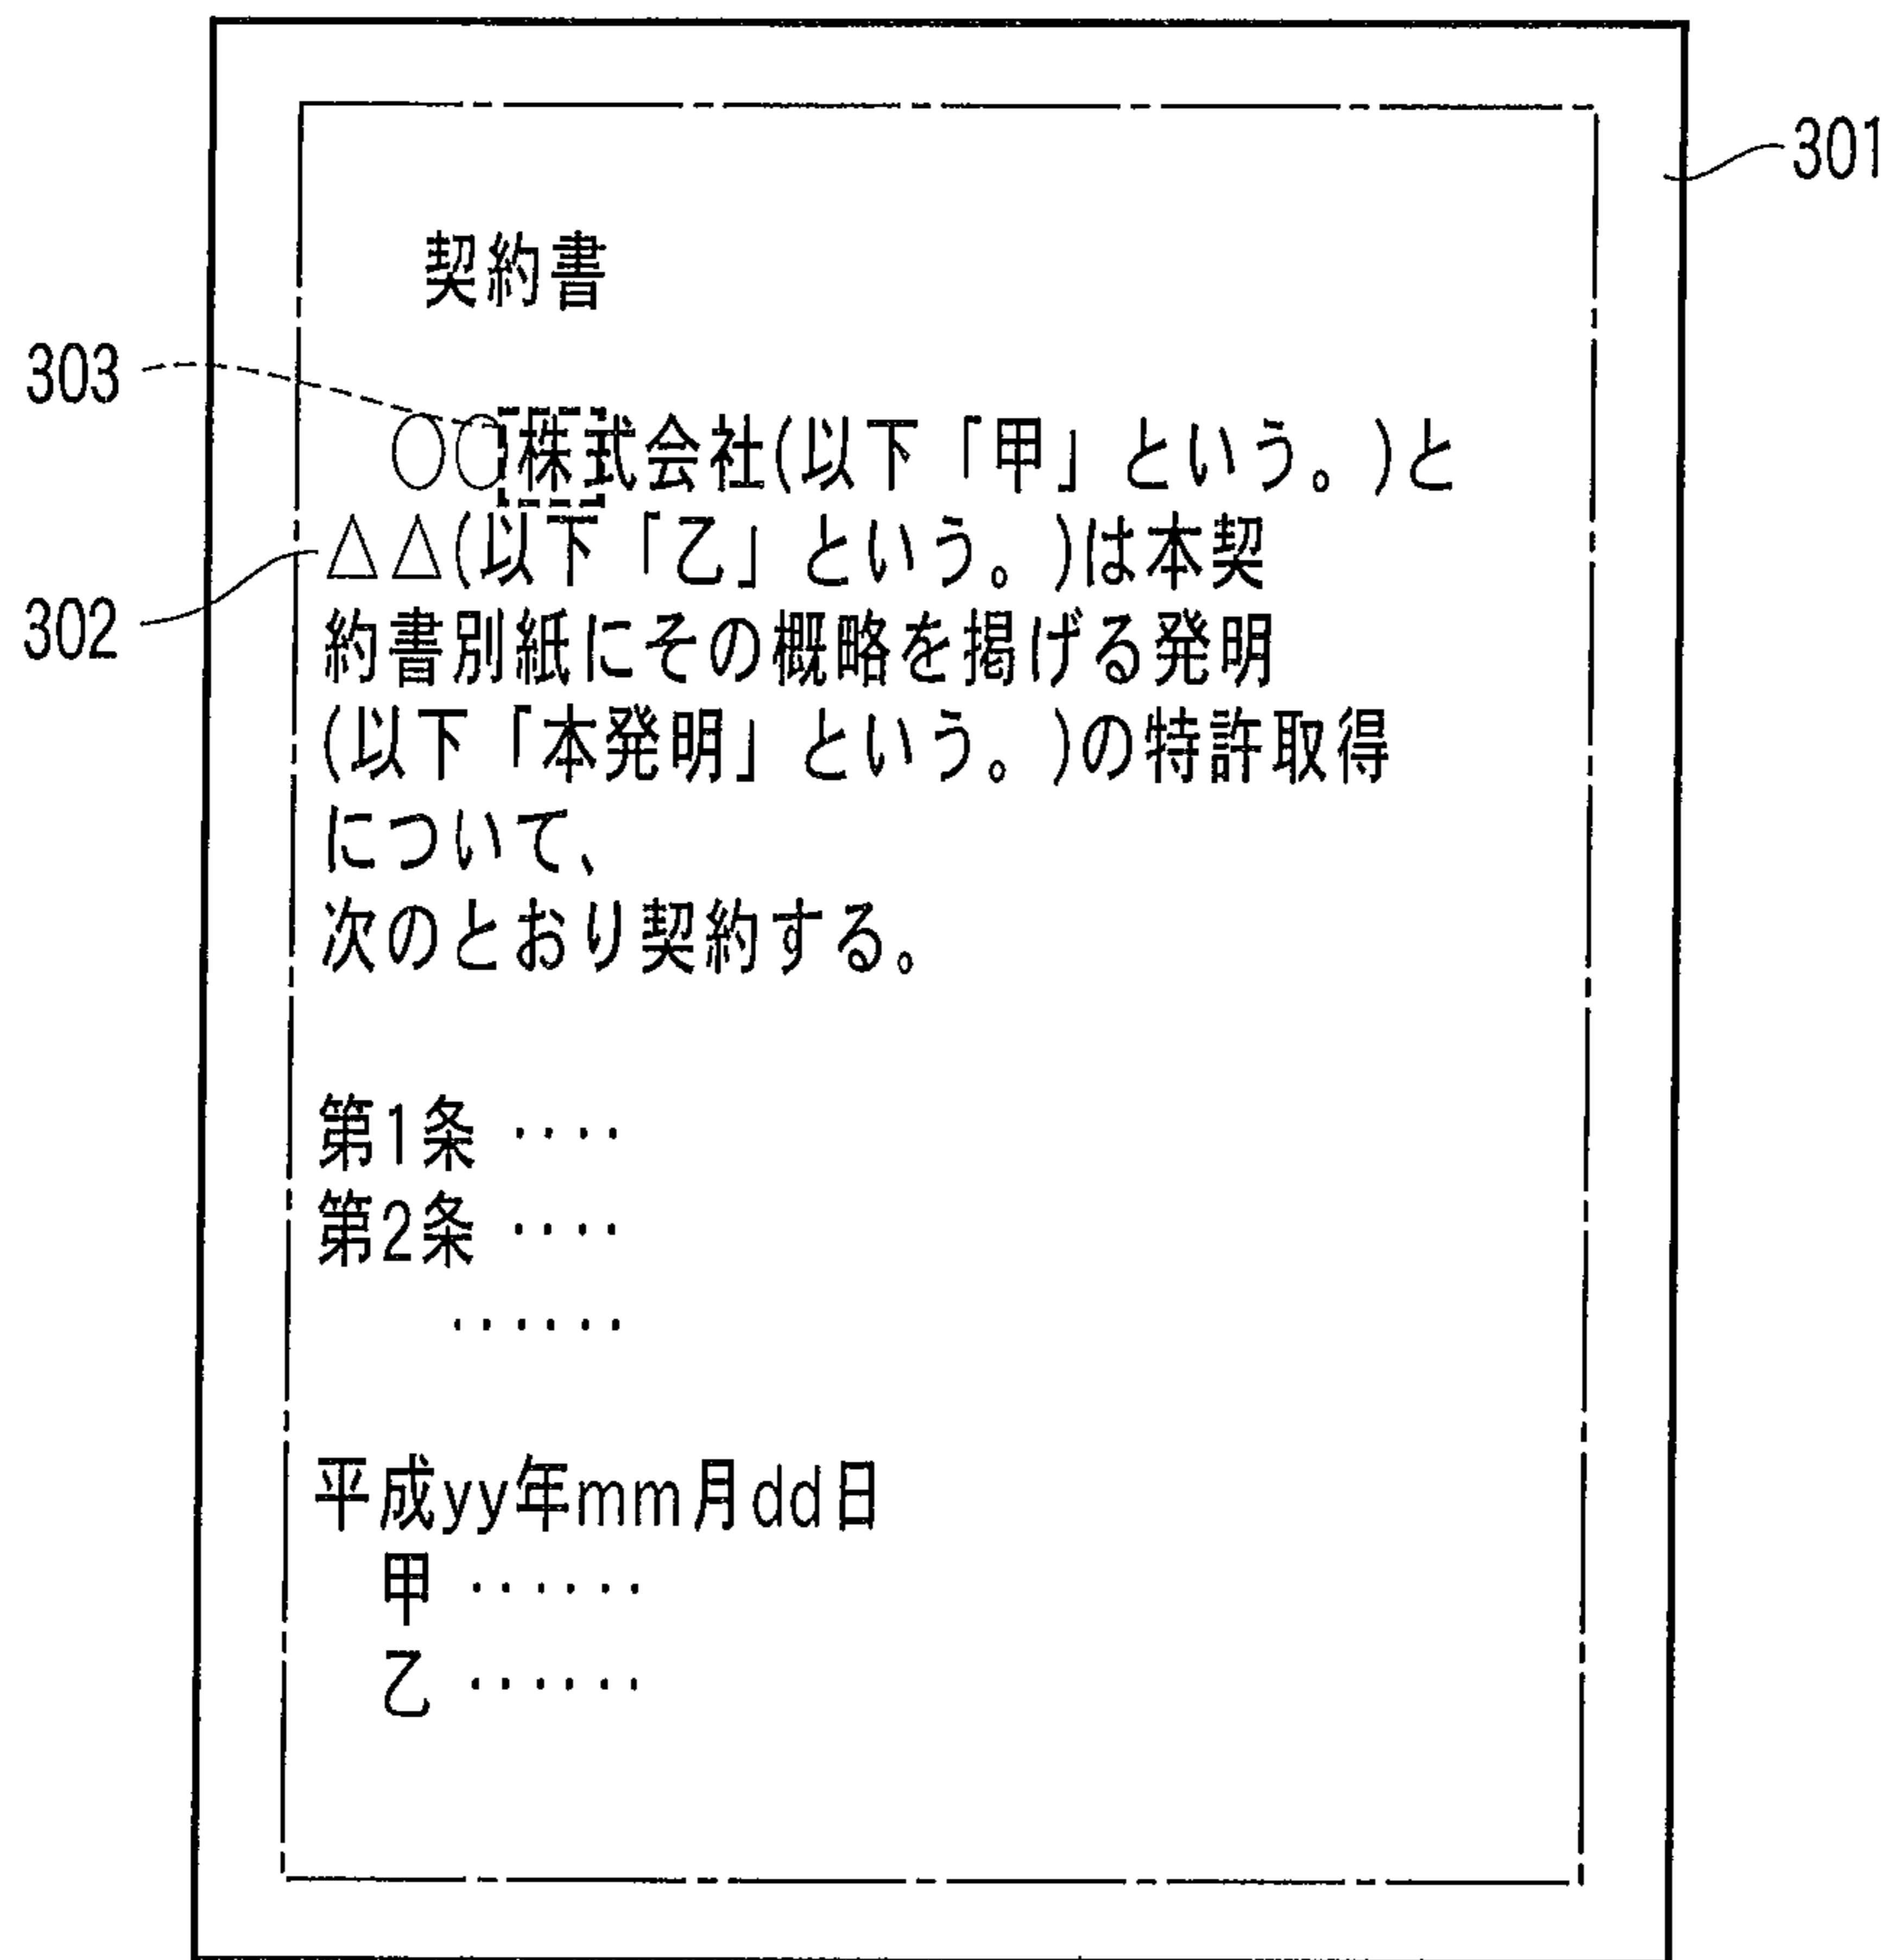 301
契約書
303
○○株式会社(以下「甲」という。)と
302
△△(以下「乙」という。)は本契
約書別紙にその概略を掲げる発明
(以下「本発明」という。)の特許取得
について、
次のとおり契約する。
第1条 ‥‥
第2条 ‥‥
‥‥‥
平成yy年mm月dd日
甲 ‥‥‥
乙 ‥‥‥